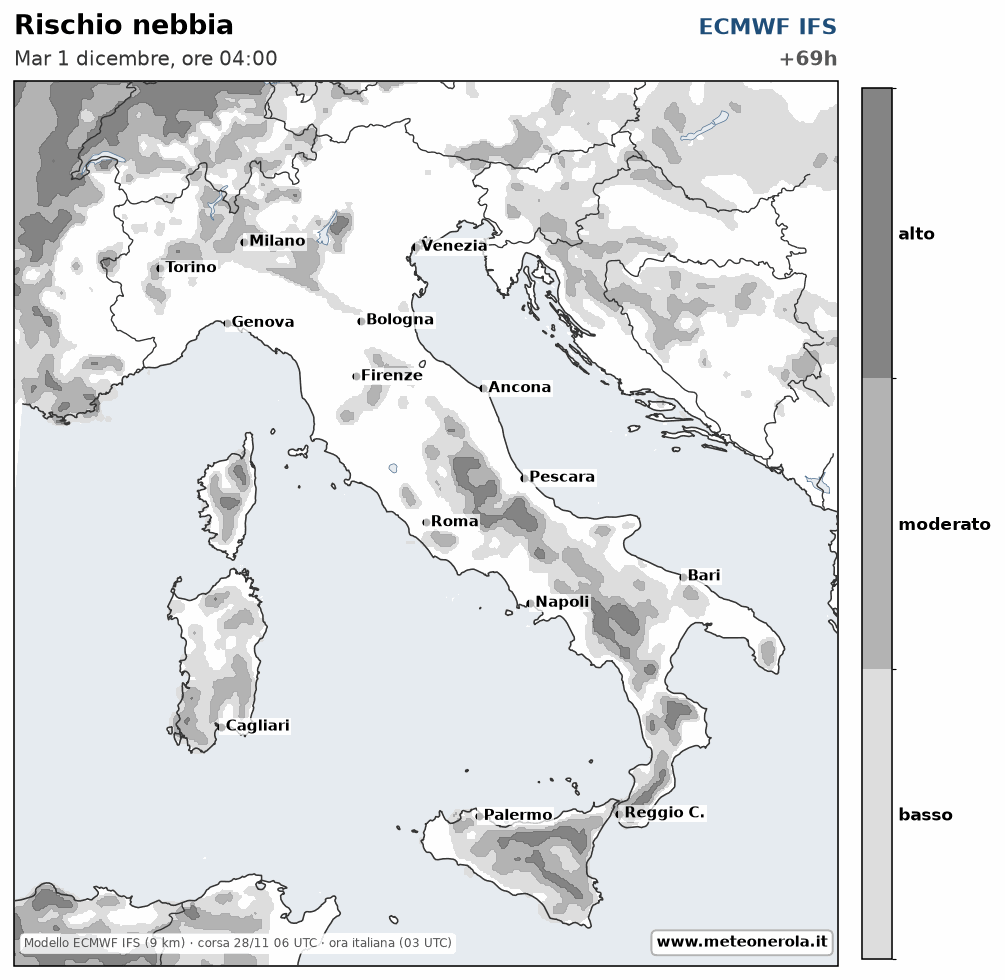 Rischio nebbia
ECMWF IFS
Mar 1 dicembre, ore 04:00
+69h
alto
Milano
Venezia
Torino
Bologna
Genova
Firenze
Ancona
Pescara
Roma
moderato
Bari
Napoli
Cagliari
Palermo
Reggio C.
basso
Modello ECMWF IFS (9 km) · corsa 28/11 06 UTC · ora italiana (03 UTC)
www.meteonerola.it